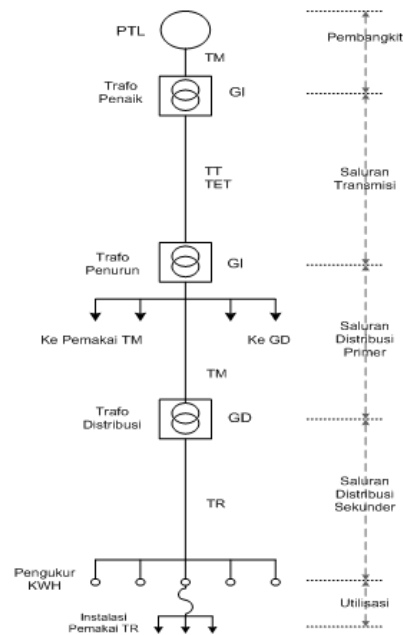 PTL
Pembangkit
TM
Trafo
Penaik
GI
TT
TET
Saluran
Transmisi
Trafo
Penurun
GI
Ke Pemakai TM
Ke GD
Saluran
Distribusi
Primer
TM
Trafo
Distribusi
GD
TR
Saluran
Distribusi
Sekunder
Pengukur
KWH
Utilisasi
Instalasi
Pemakai TR